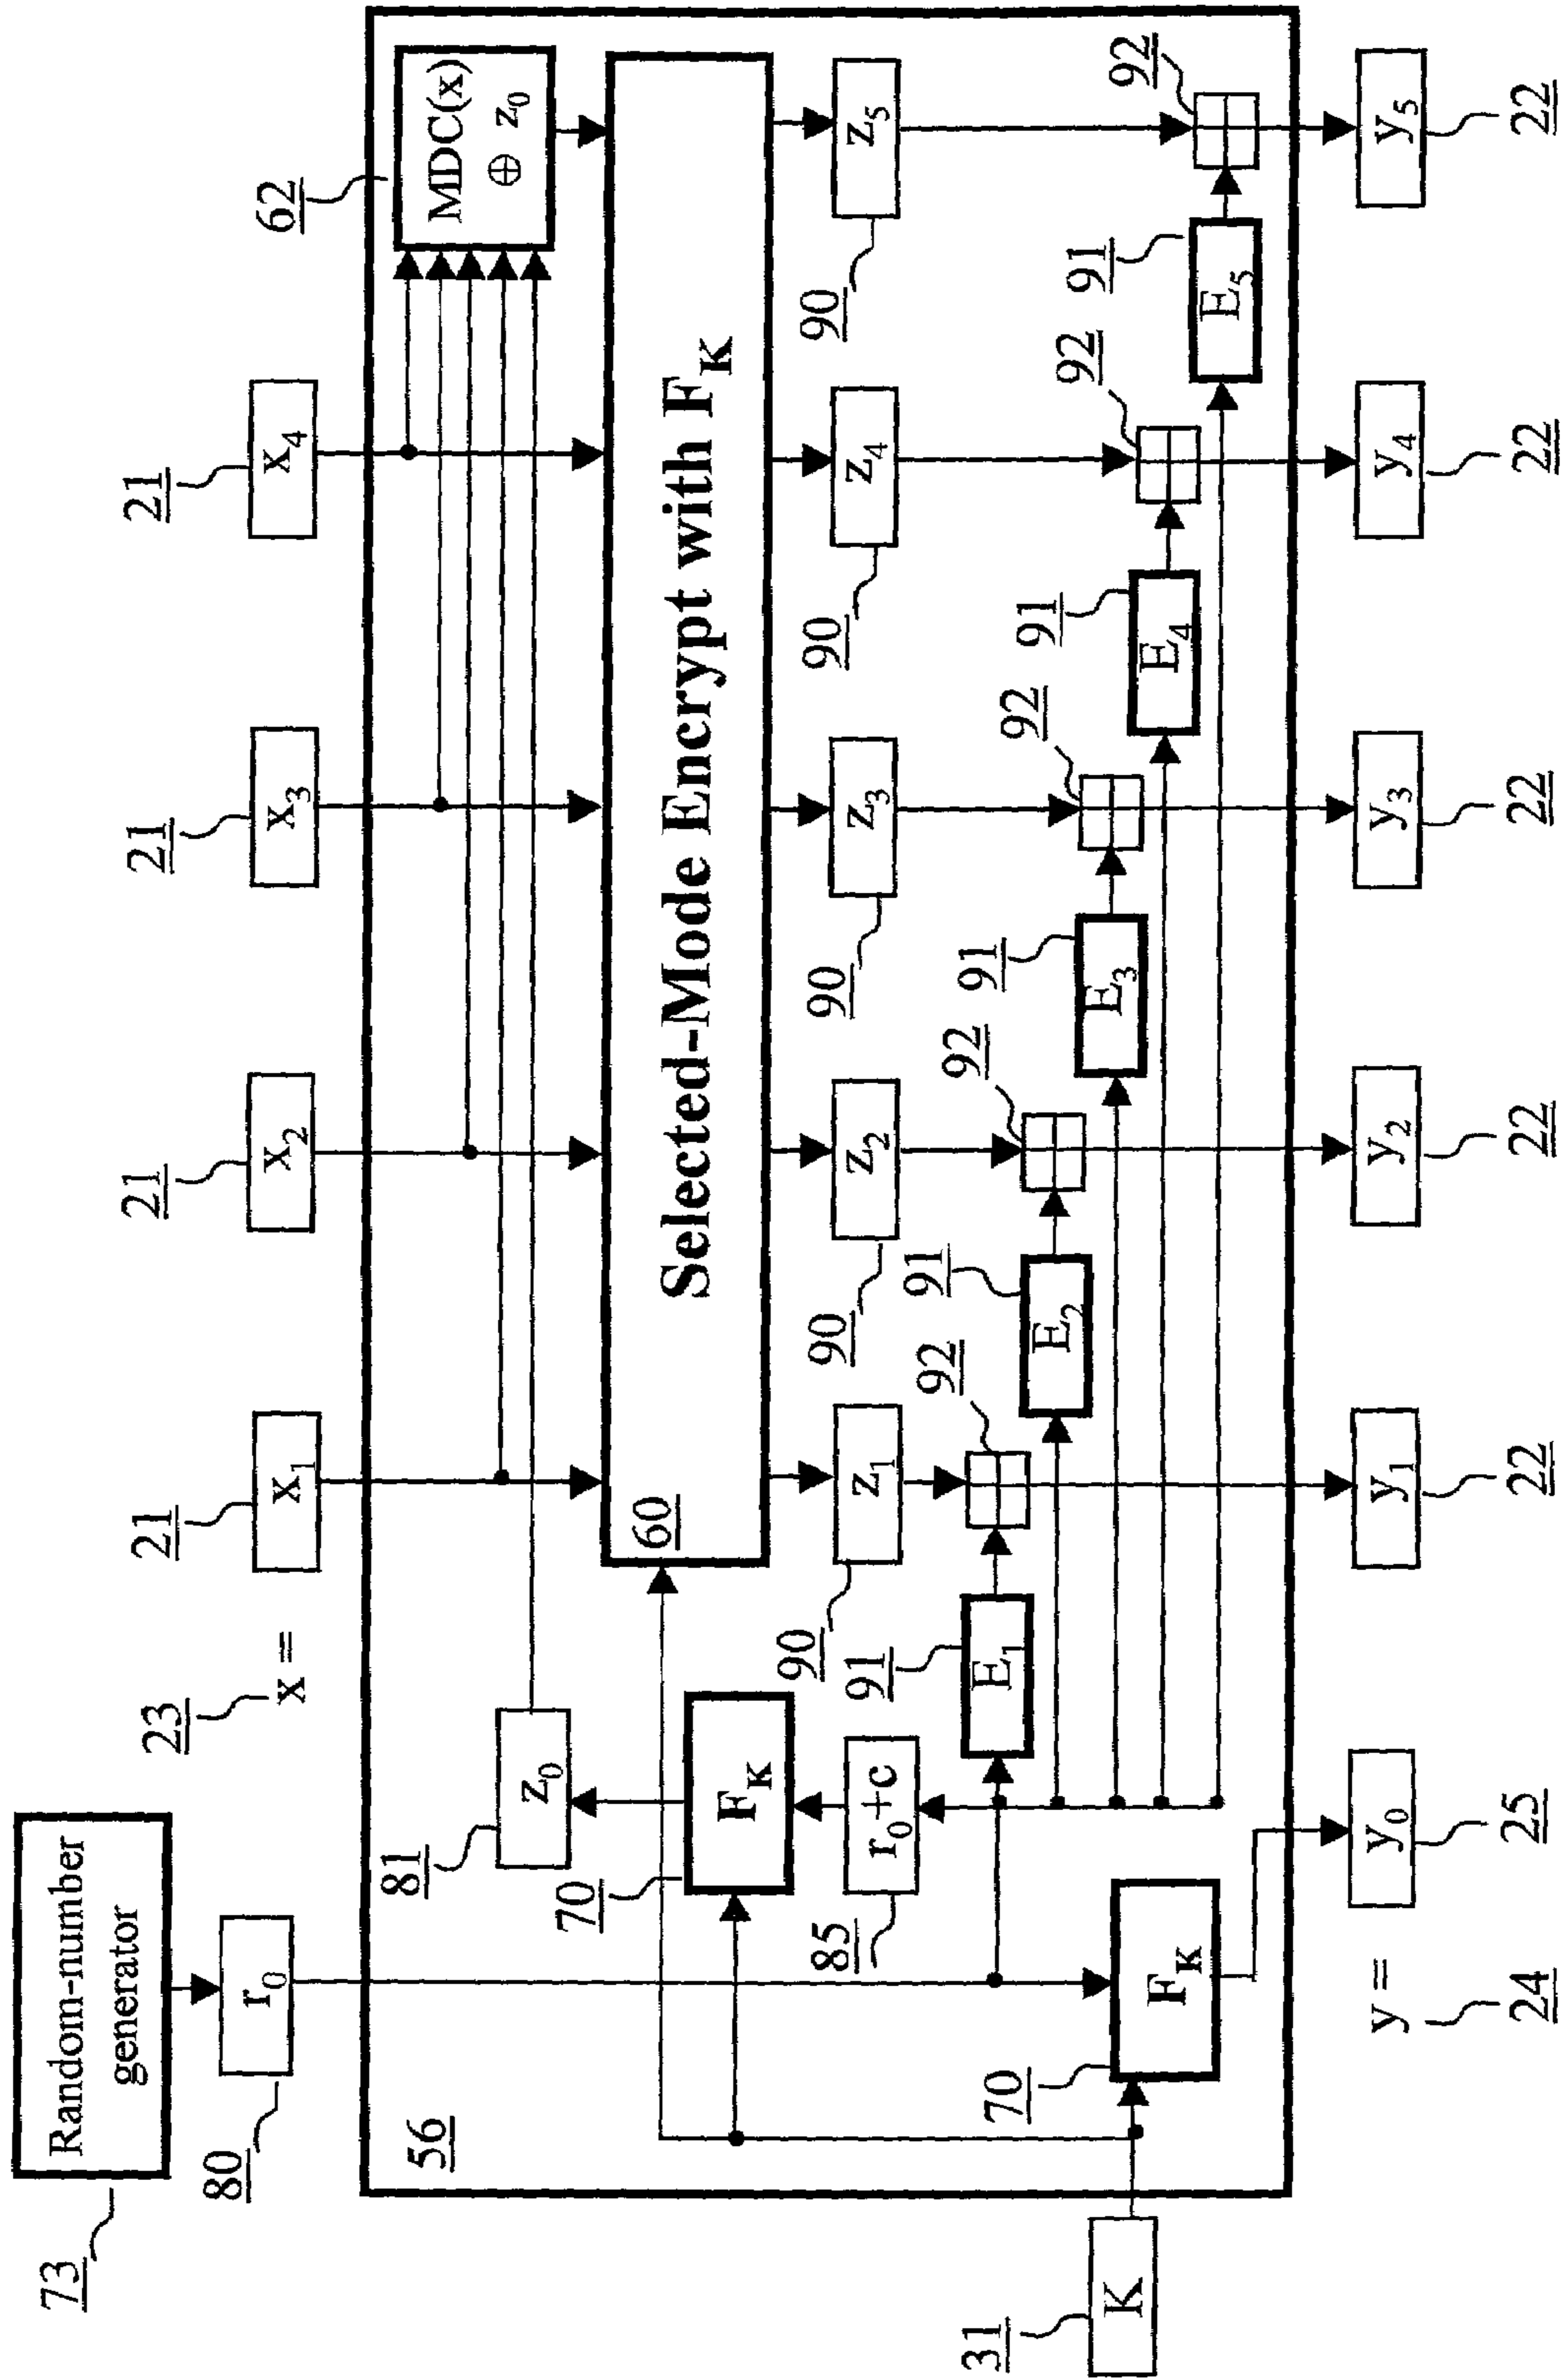 73
Random-number
generator
80
r₀
23
x =
21
x₁
21
x₂
21
x₃
21
x₄
56
62
MDC(x)
⊕ z₀
81
z₀
60
Selected-Mode Encrypt with F_K
70
F_K
85
r₀+c
90
z₁
90
z₂
90
z₃
90
z₄
90
z₅
91
E₁
92
91
E₂
92
91
E₃
92
91
E₄
92
91
E₅
92
31
K
70
F_K
y =
24
y₀
25
y₁
22
y₂
22
y₃
22
y₄
22
y₅
22